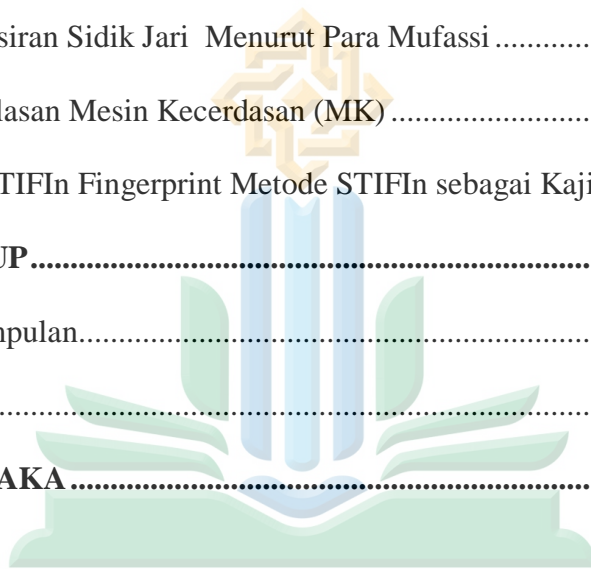 siran Sidik Jari Menurut Para Mufassi ..............
lasan Mesin Kecerdasan (MK) ...........................
TIFIn Fingerprint Metode STIFIn sebagai Kaji
UP ......................................................................
npulan................................................................
...........................................................................
AKA .................................................................